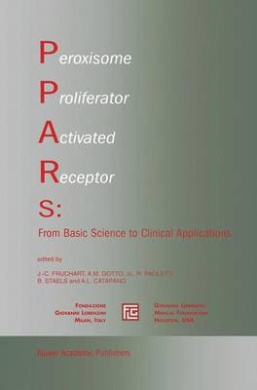 Peroxisome
Proliferator
Activated
Receptor
S:
From Basic Science to Clinical Applications
edited by
J.-C. FRUCHART, A.M. GOTTO, JR., R. PAOLETTI,
B. STAELS and A.L. CATAPANO
FONDAZIONE
GIOVANNI LORENZINI
MILAN, ITALY
GIOVANNI LORENZINI
MEDICAL FOUNDATION
HOUSTON, USA
Kluwer Academic Publishers